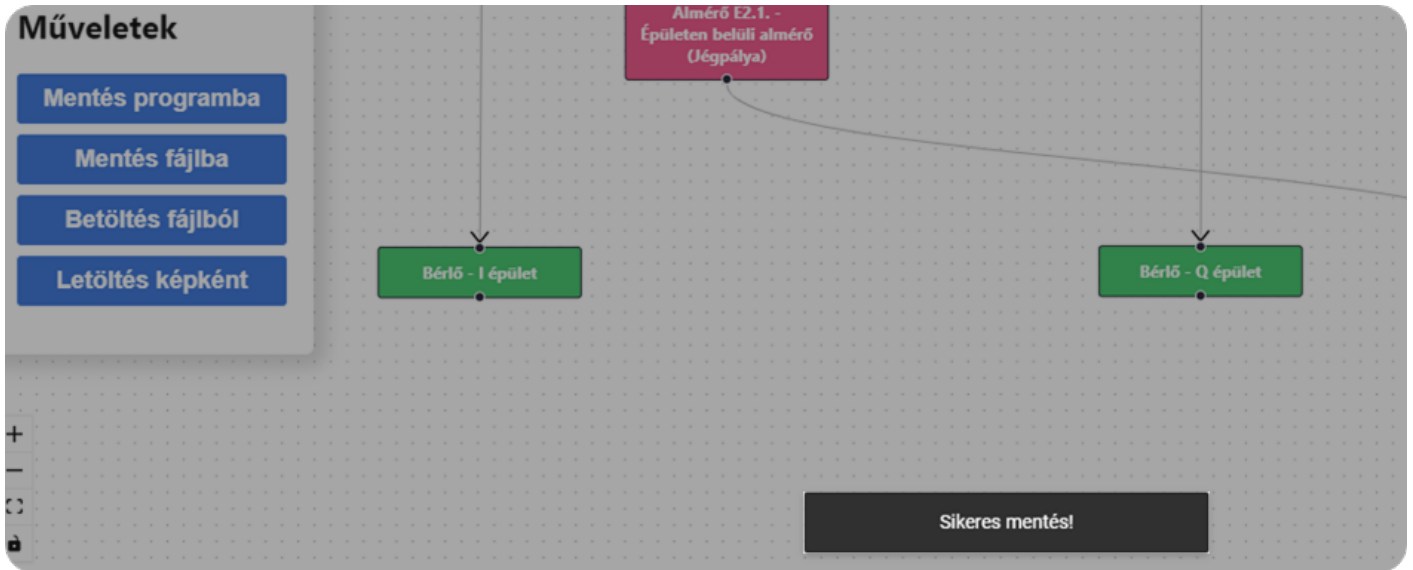 Műveletek
Mentés programba
Mentés fájlba
Betöltés fájlból
Letöltés képként
Almérő E2.1. -
Épületen belüli almérő
(Jégpálya)
Bérlő - I épület
Bérlő - Q épület
Sikeres mentés!